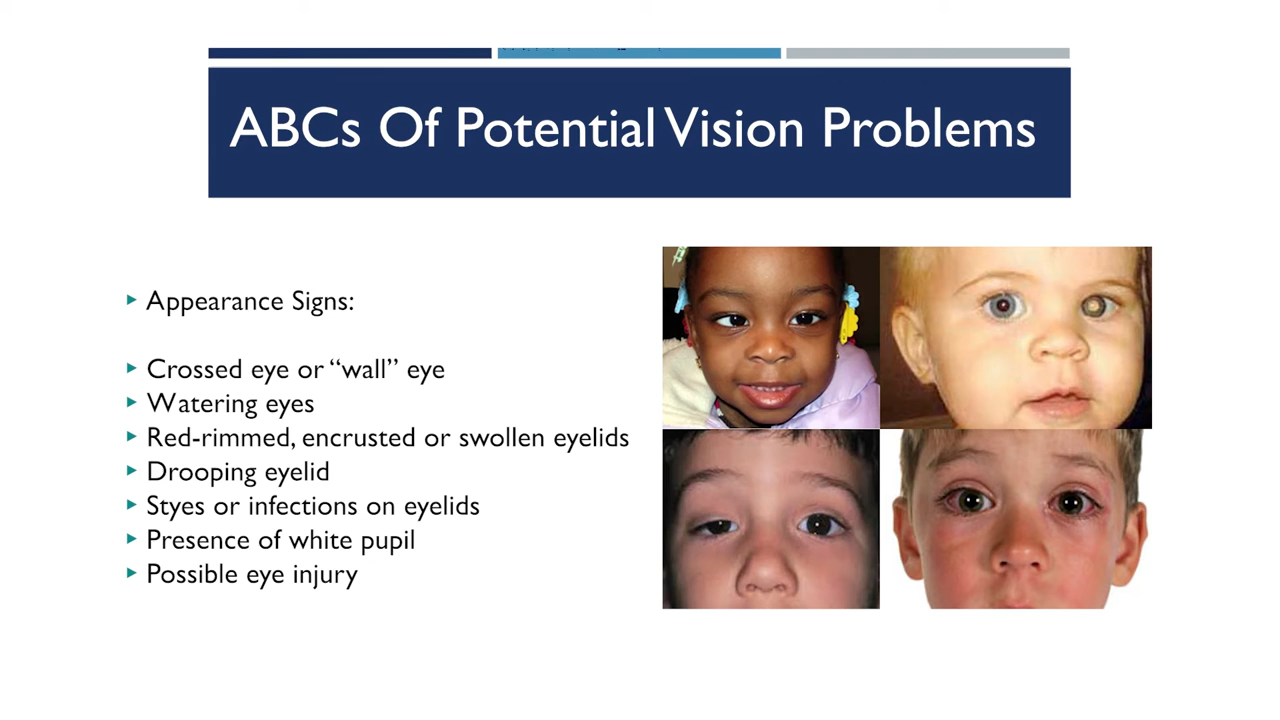 ABCs Of Potential Vision Problems
Appearance Signs:
Crossed eye or “wall” eye
Watering eyes
Red-rimmed, encrusted or swollen eyelids
Drooping eyelid
Styes or infections on eyelids
Presence of white pupil
Possible eye injury